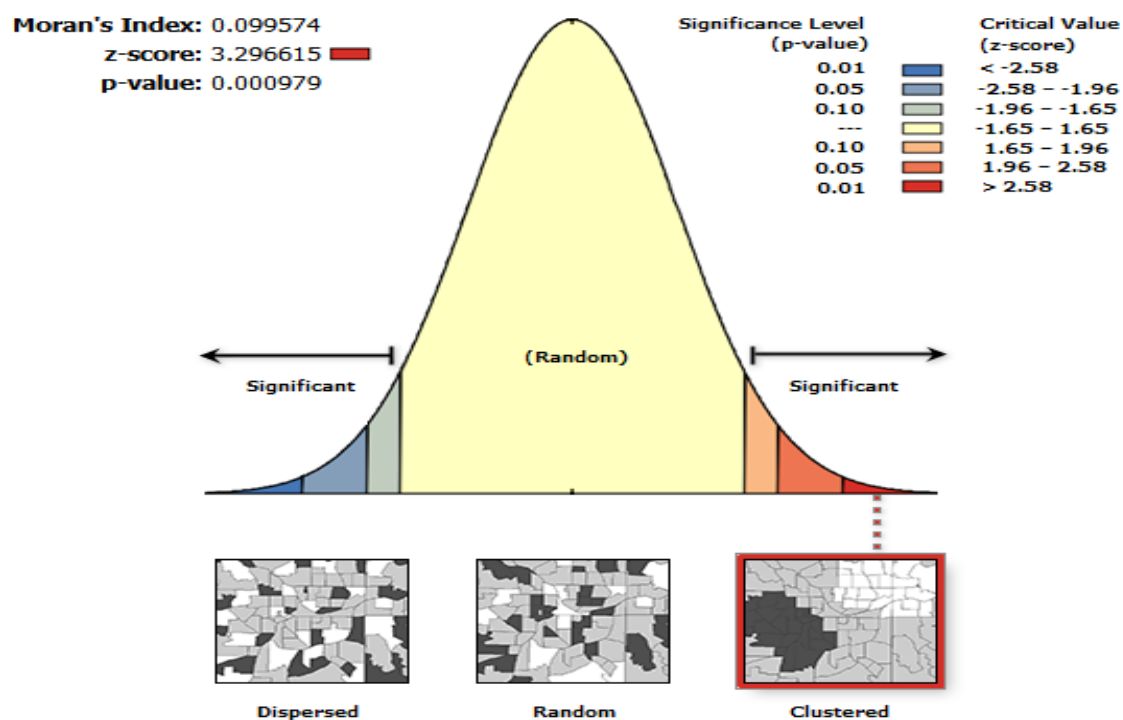 Moran's Index: 0.099574
z-score: 3.296615
p-value: 0.000979
Significance Level
(p-value)
Critical Value
(z-score)
0.01 < -2.58
0.05 -2.58 – -1.96
0.10 -1.96 – -1.65
--- -1.65 – 1.65
0.10 1.65 – 1.96
0.05 1.96 – 2.58
0.01 > 2.58
(Random)
Significant
Significant
Dispersed
Random
Clustered